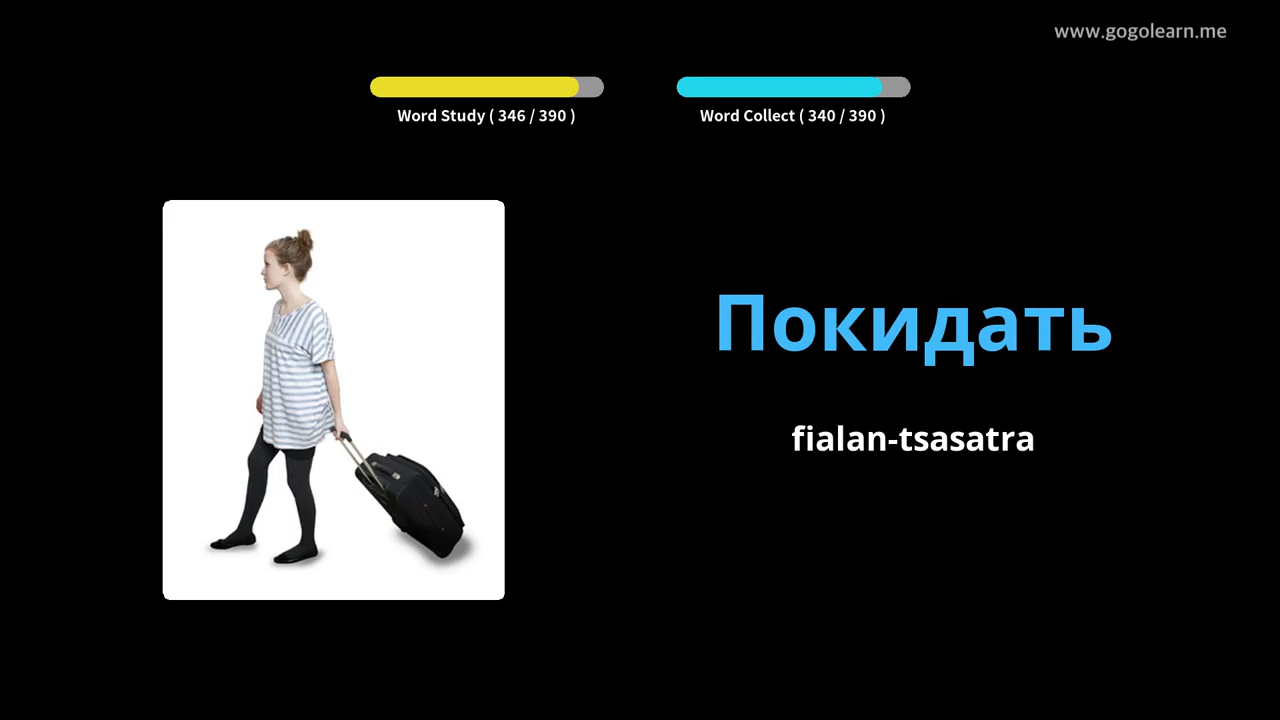 www.gogolearn.me
Word Study ( 346 / 390 )
Word Collect ( 340 / 390 )
Покидать
fialan-tsasatra